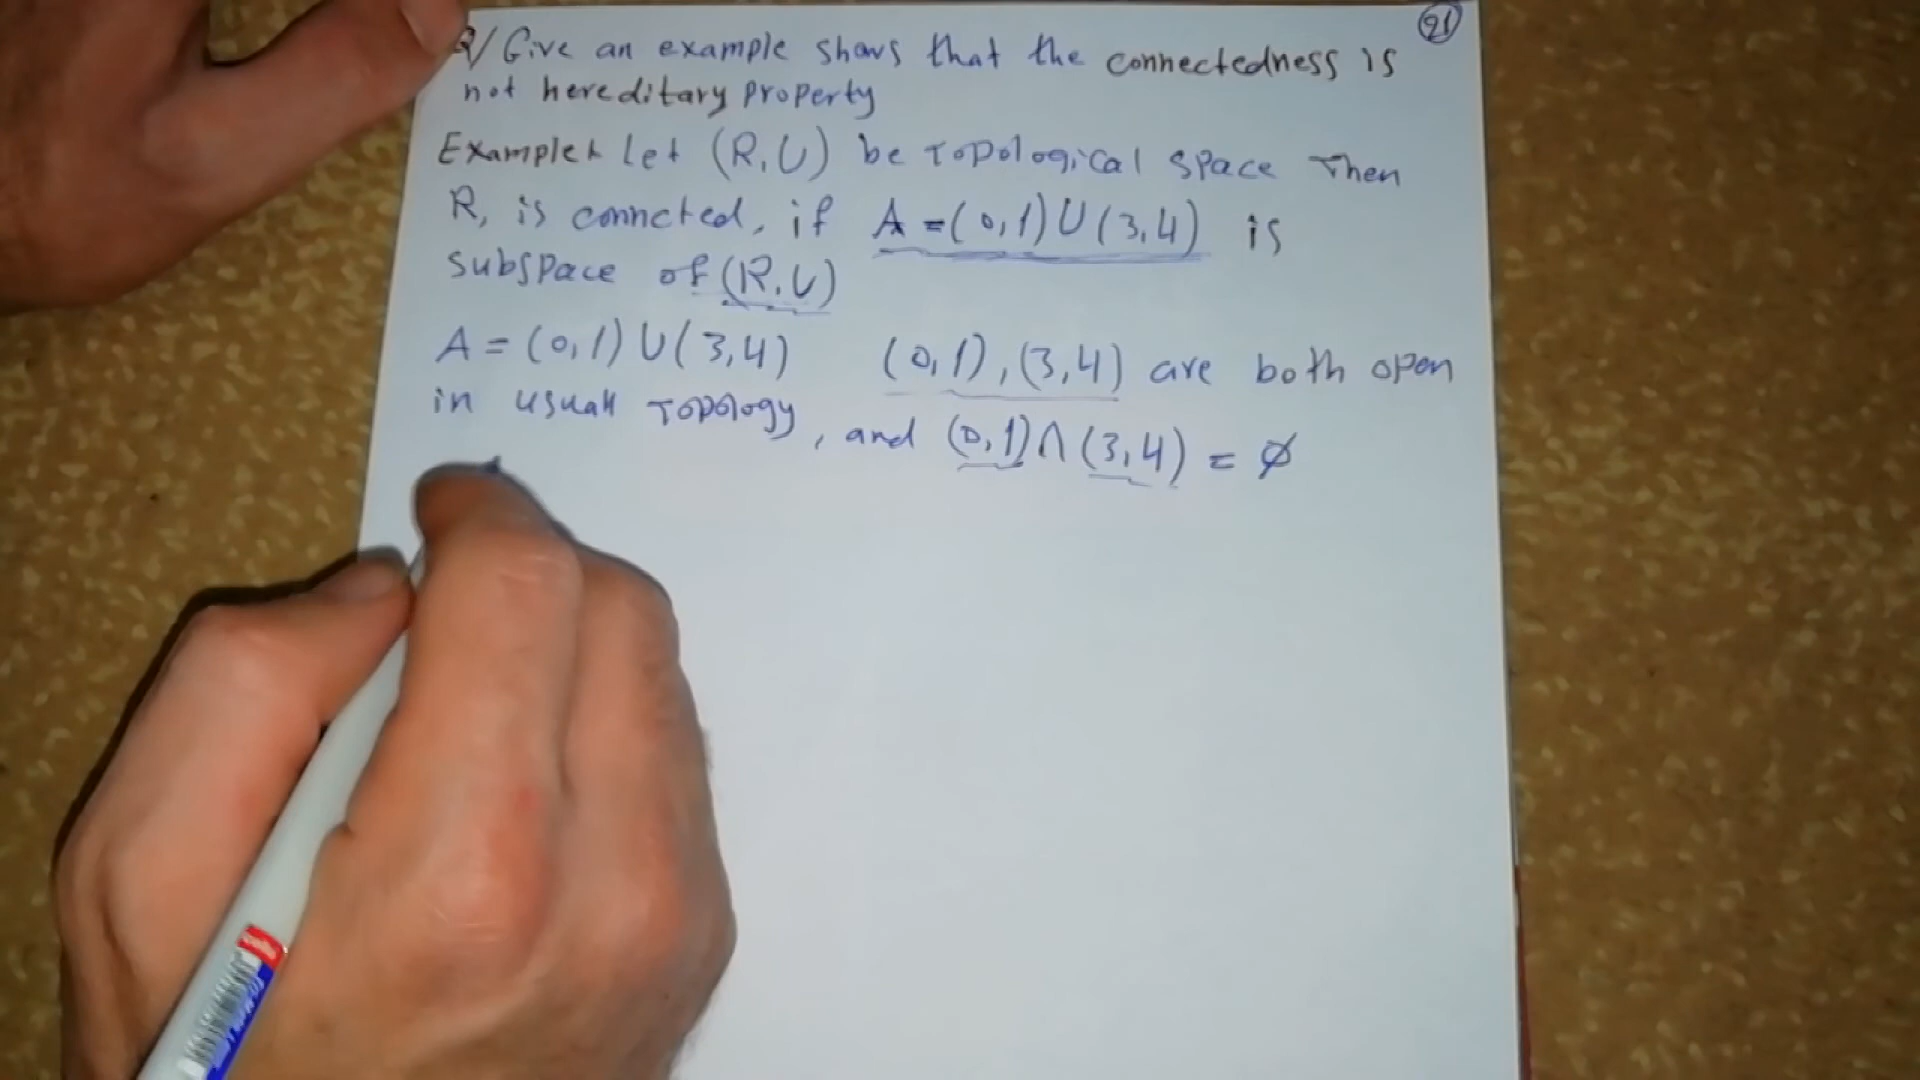 21
Q/ Give an example shows that the connectedness is
not hereditary property
Example: Let (R,U) be Topological space Then
R, is conncted, if A = (0,1) U (3,4) is
subspace of (R,U)
A = (0,1) U (3,4) (0,1), (3,4) are both open
in usuall Topology, and (0,1) ∩ (3,4) = ∅